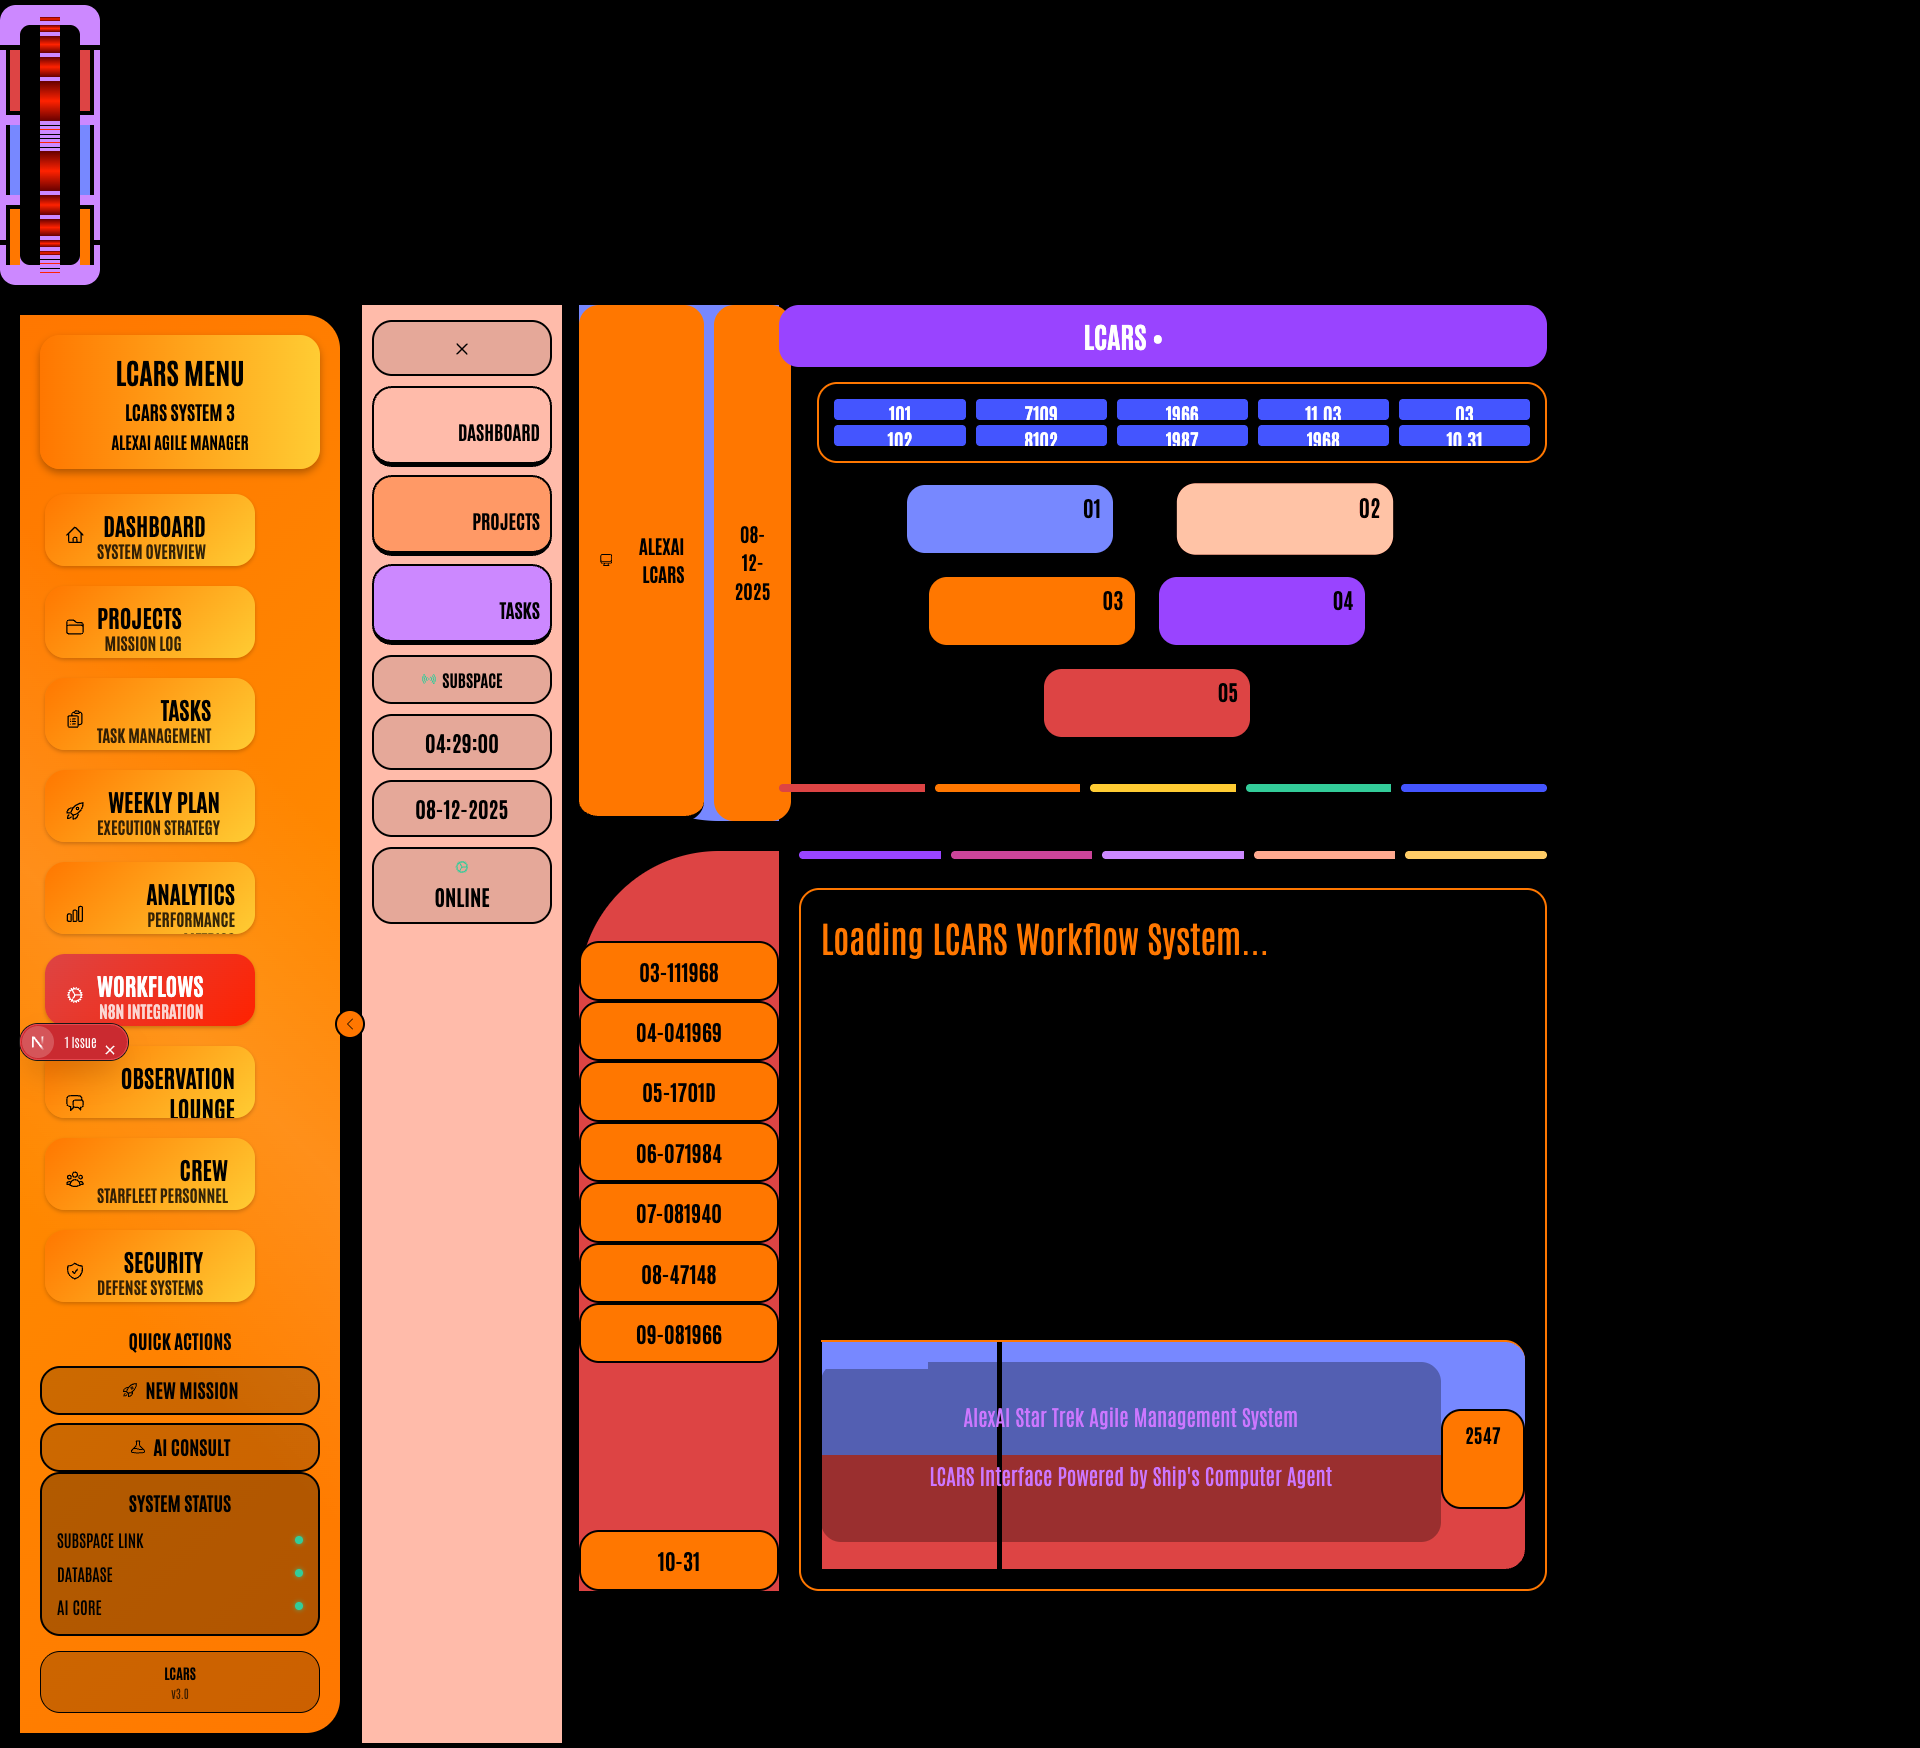 LCARS MENU
LCARS SYSTEM 3
ALEXAI AGILE MANAGER
DASHBOARD
SYSTEM OVERVIEW
PROJECTS
MISSION LOG
TASKS
TASK MANAGEMENT
WEEKLY PLAN
EXECUTION STRATEGY
ANALYTICS
PERFORMANCE
WORKFLOWS
N8N INTEGRATION
1 Issue
OBSERVATION
LOUNGE
CREW
STARFLEET PERSONNEL
SECURITY
DEFENSE SYSTEMS
QUICK ACTIONS
NEW MISSION
AI CONSULT
SYSTEM STATUS
SUBSPACE LINK
DATABASE
AI CORE
LCARS
v3.0
DASHBOARD
PROJECTS
TASKS
SUBSPACE
04:29:00
08-12-2025
ONLINE
ALEXAI
LCARS
08-
12-
2025
LCARS •
101 7109 1966 11 03 03
102 8102 1987 1968 10 31
01
02
03
04
05
03-111968
04-041969
05-1701D
06-071984
07-081940
08-47148
09-081966
10-31
Loading LCARS Workflow System...
AlexAI Star Trek Agile Management System
LCARS Interface Powered by Ship's Computer Agent
2547